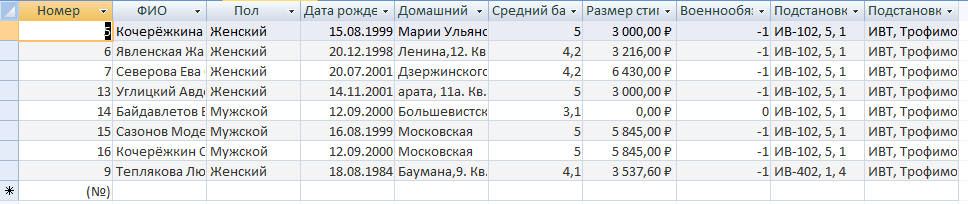 Номер ФИО Пол Дата рожде Домашний Средний ба Размер стип Военнообяз Подстановк Подстановк
5 Кочерёжкина Женский 15.08.1999 Марии Ульянс 5 3 000,00 ₽ -1 ИВ-102, 5, 1 ИВТ, Трофимо
6 Явленская Жа Женский 20.12.1998 Ленина,12. Кв 4,2 3 216,00 ₽ -1 ИВ-102, 5, 1 ИВТ, Трофимо
7 Северова Ева Женский 20.07.2001 Дзержинского 4,2 6 430,00 ₽ -1 ИВ-102, 5, 1 ИВТ, Трофимо
13 Углицкий Авде Женский 14.11.2001 арата, 11а. Кв. 5 3 000,00 ₽ -1 ИВ-102, 5, 1 ИВТ, Трофимо
14 Байдавлетов Е Мужской 12.09.2000 Большевистск 3,1 0,00 ₽ 0 ИВ-102, 5, 1 ИВТ, Трофимо
15 Сазонов Моде Мужской 16.08.1999 Московская 5 5 845,00 ₽ -1 ИВ-102, 5, 1 ИВТ, Трофимо
16 Кочерёжкин С Мужской 12.09.2000 Московская 5 5 845,00 ₽ -1 ИВ-102, 5, 1 ИВТ, Трофимо
9 Теплякова Лю Женский 18.08.1984 Баумана,9. Кв. 4,1 3 537,60 ₽ -1 ИВ-402, 1, 4 ИВТ, Трофимо
(№)